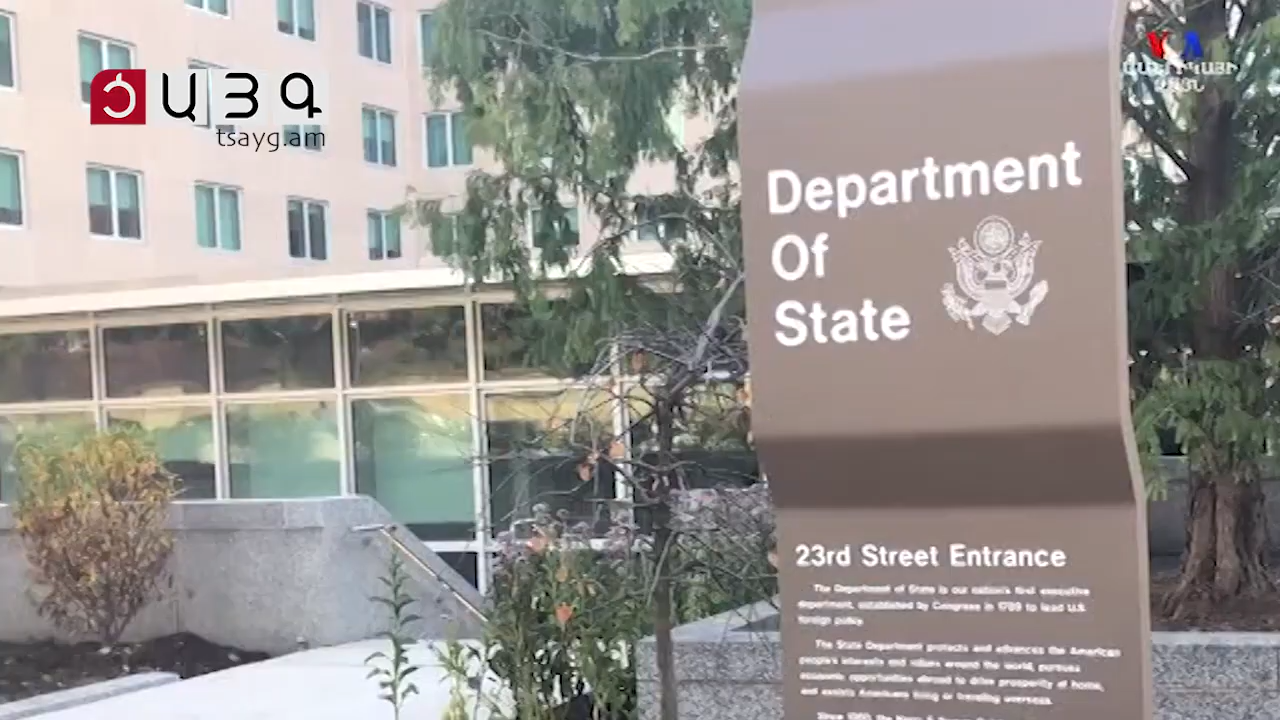 ՑԱՅԳ
tsayg.am
VOA
Department
Of
State
23rd Street Entrance
The Department of State is our nation's first executive
department, established by Congress in 1789 to lead U.S.
foreign policy.
The State Department protects and advances the American
people's interests and values around the world, pursues
economic opportunities abroad to drive prosperity at home,
and assists Americans living or traveling overseas.